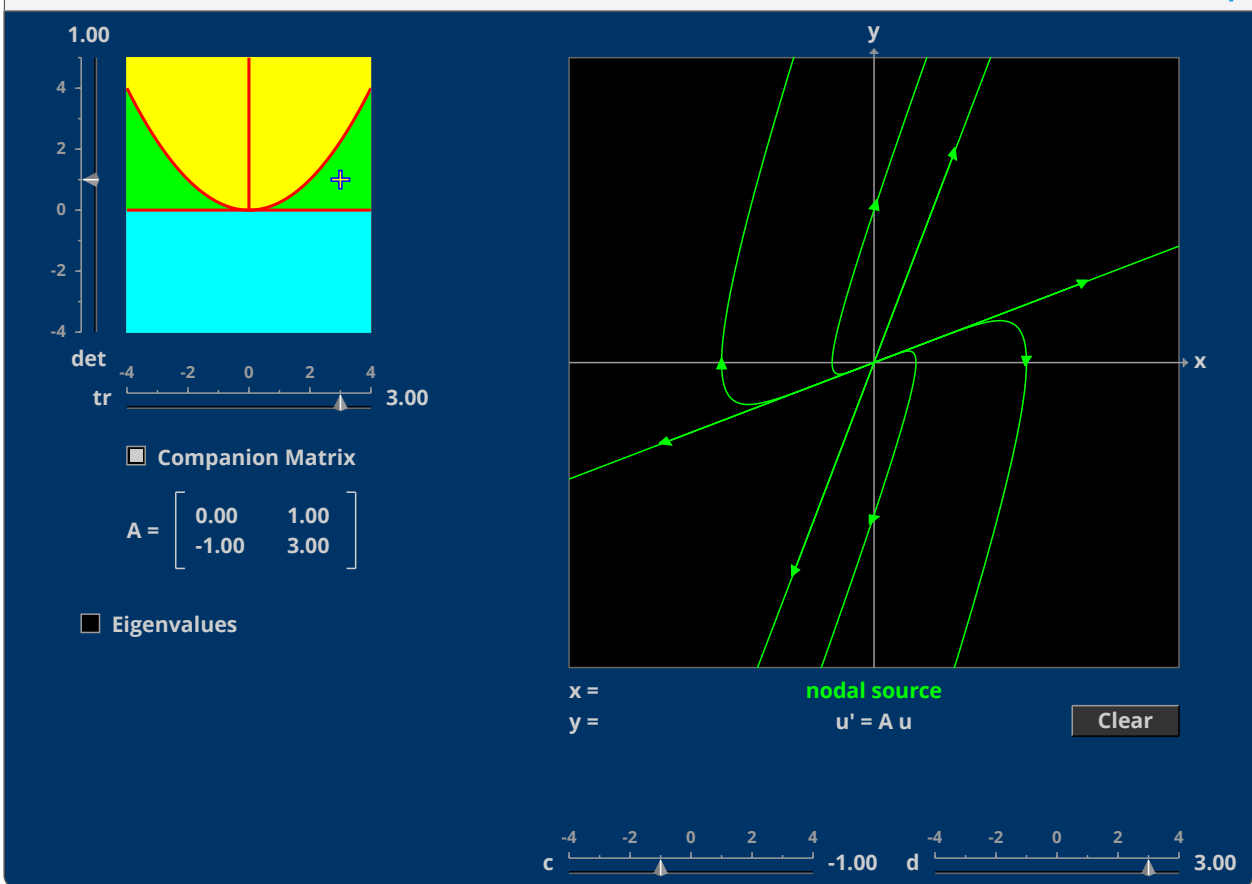 1.00
4
2
0
-2
-4
det
-4 -2 0 2 4
tr 3.00
Companion Matrix
A =
0.00 1.00
-1.00 3.00
Eigenvalues
y
x
x = nodal source
y = u' = A u Clear
-4 -2 0 2 4
c -1.00
-4 -2 0 2 4
d 3.00